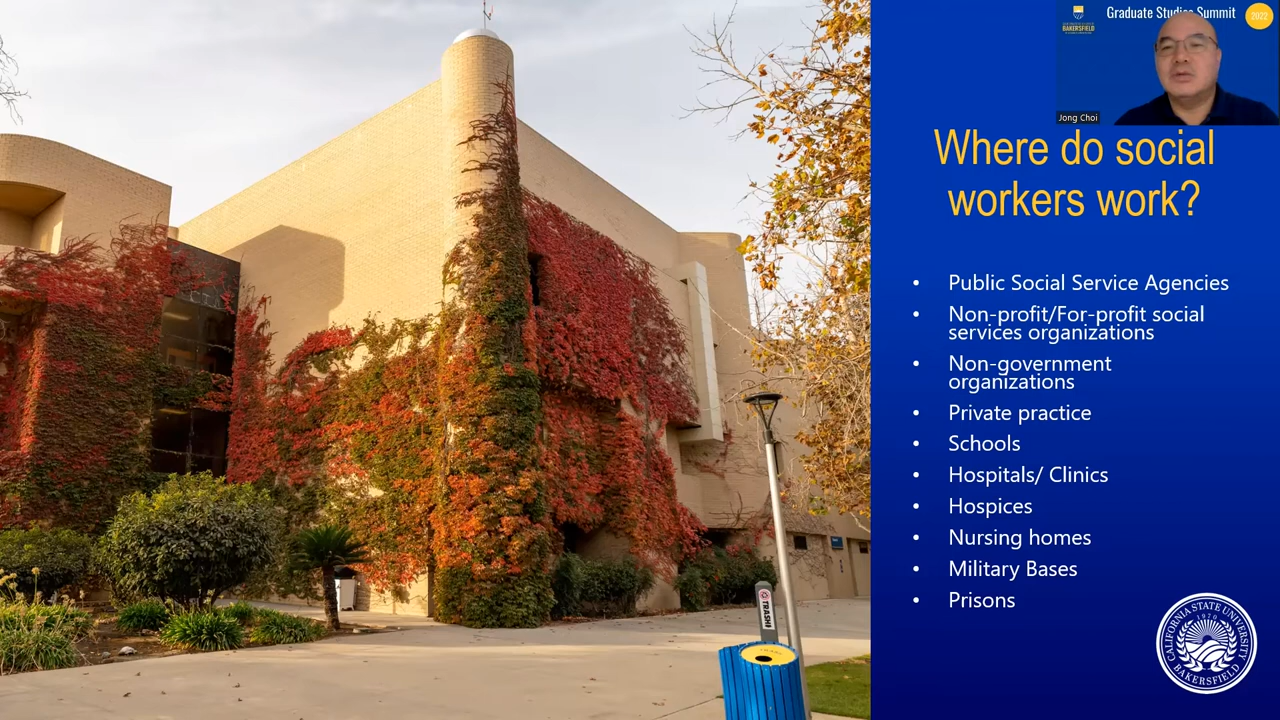 Graduate Studies Summit
2022
BAKERSFIELD
Jong Choi
Where do social
workers work?
• Public Social Service Agencies
• Non-profit/For-profit social
services organizations
• Non-government
organizations
• Private practice
• Schools
• Hospitals/ Clinics
• Hospices
• Nursing homes
• Military Bases
• Prisons
TRASH
CALIFORNIA STATE UNIVERSITY
1970
BAKERSFIELD